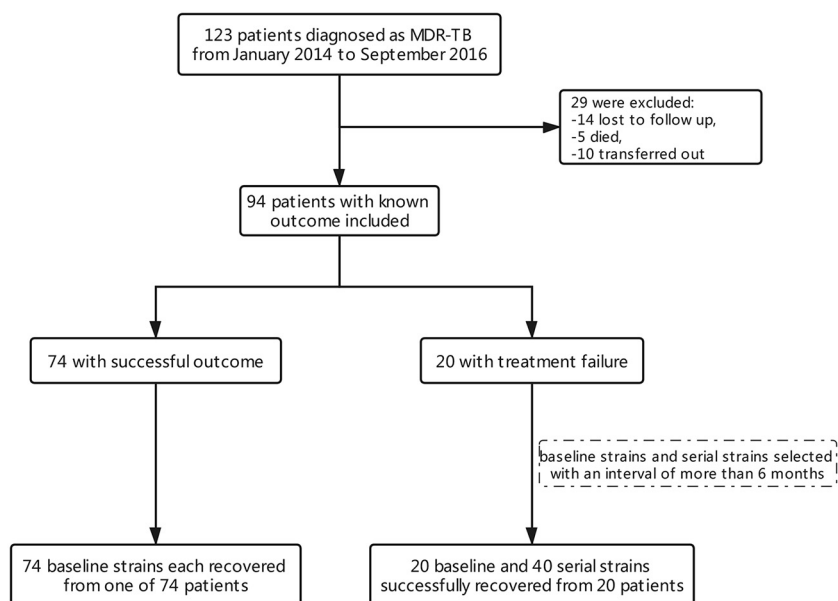 123 patients diagnosed as MDR-TB
from January 2014 to September 2016
29 were excluded:
-14 lost to follow up,
-5 died,
-10 transferred out
94 patients with known
outcome included
74 with successful outcome
20 with treatment failure
baseline strains and serial strains selected
with an interval of more than 6 months
74 baseline strains each recovered
from one of 74 patients
20 baseline and 40 serial strains
successfully recovered from 20 patients